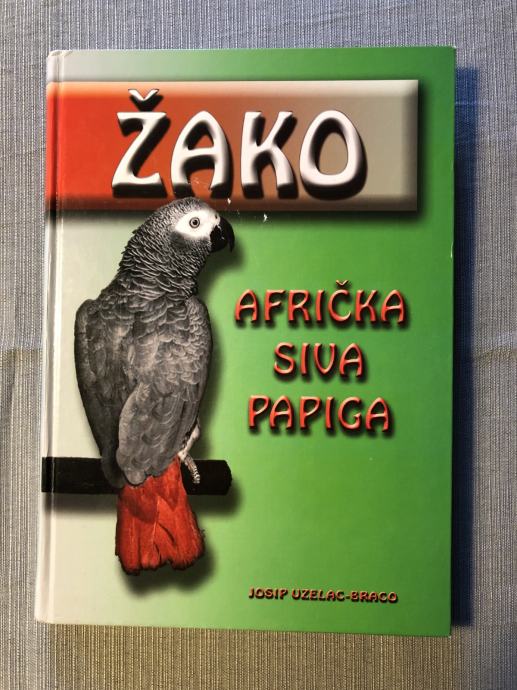 ŽAKO
AFRIČKA
SIVA
PAPIGA
JOSIP UZELAC-BRACO